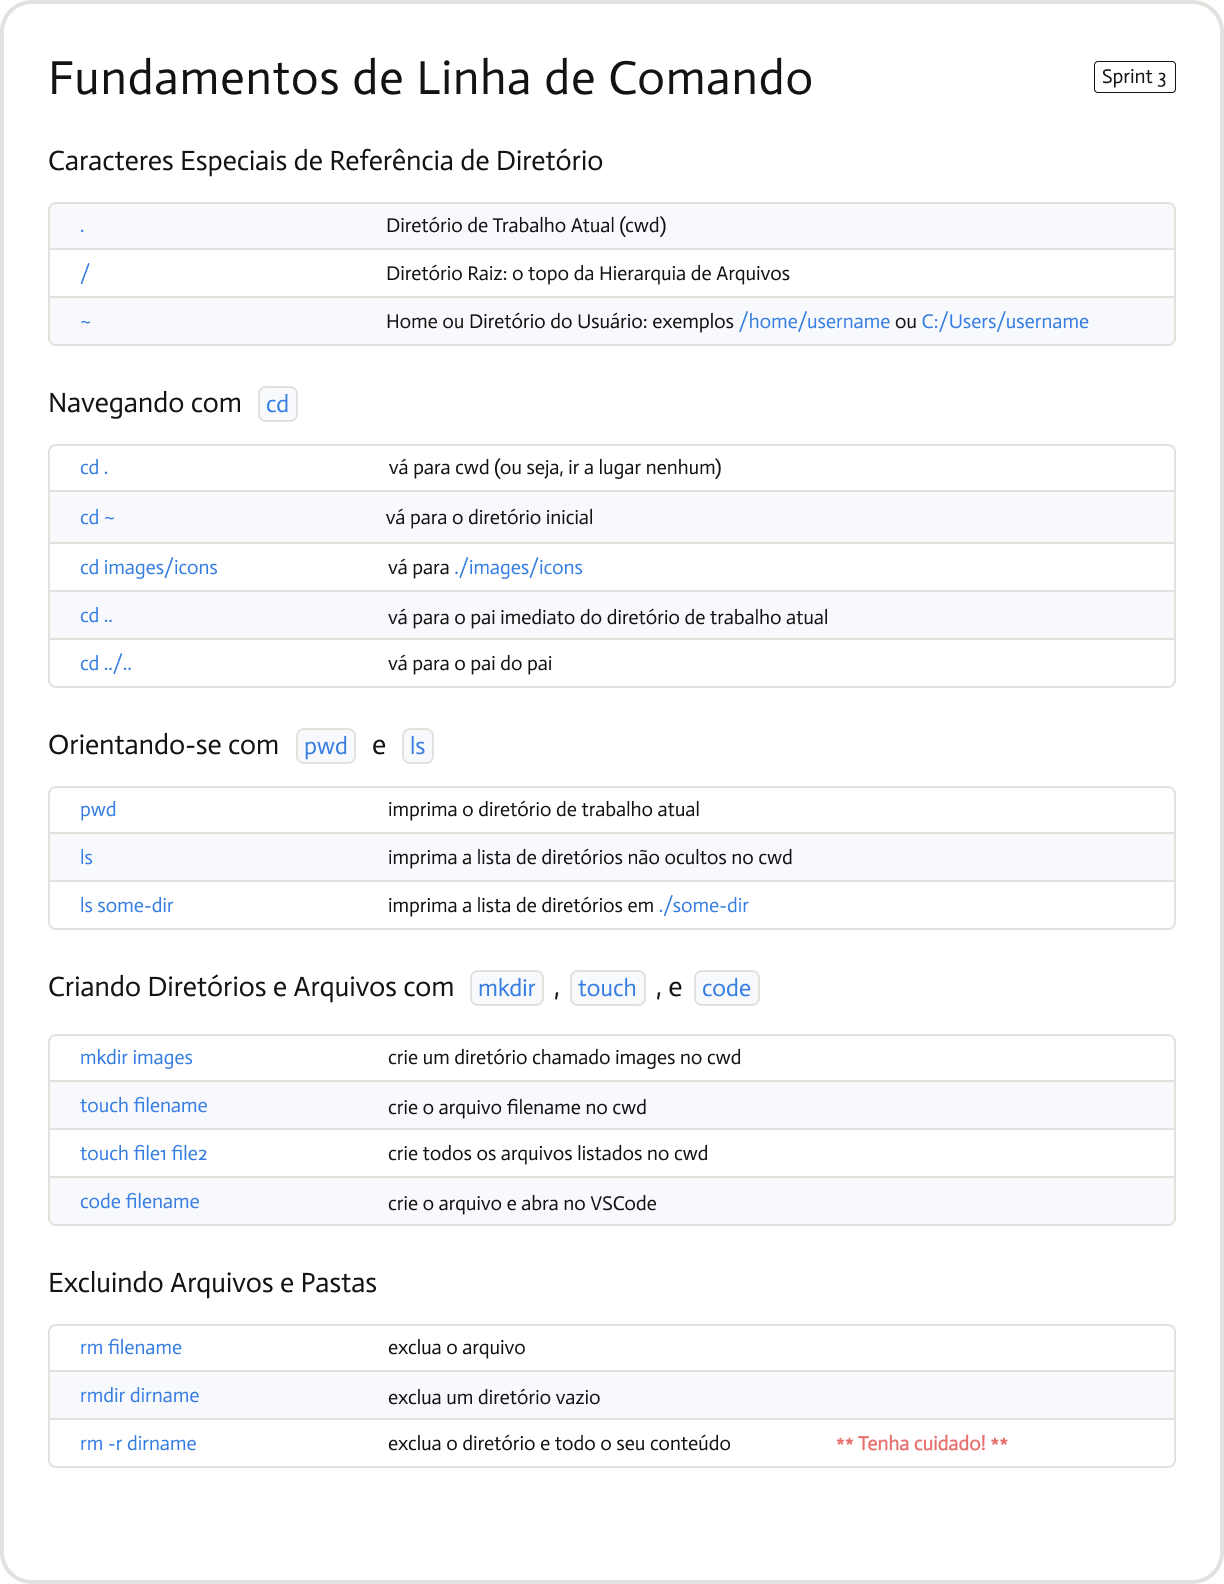 Fundamentos de Linha de Comando
Sprint 3
Caracteres Especiais de Referência de Diretório
. Diretório de Trabalho Atual (cwd)
/ Diretório Raiz: o topo da Hierarquia de Arquivos
~ Home ou Diretório do Usuário: exemplos /home/username ou C:/Users/username
Navegando com cd
cd . vá para cwd (ou seja, ir a lugar nenhum)
cd ~ vá para o diretório inicial
cd images/icons vá para ./images/icons
cd .. vá para o pai imediato do diretório de trabalho atual
cd ../.. vá para o pai do pai
Orientando-se com pwd e ls
pwd imprima o diretório de trabalho atual
ls imprima a lista de diretórios não ocultos no cwd
ls some-dir imprima a lista de diretórios em ./some-dir
Criando Diretórios e Arquivos com mkdir , touch , e code
mkdir images crie um diretório chamado images no cwd
touch filename crie o arquivo filename no cwd
touch file1 file2 crie todos os arquivos listados no cwd
code filename crie o arquivo e abra no VSCode
Excluindo Arquivos e Pastas
rm filename exclua o arquivo
rmdir dirname exclua um diretório vazio
rm -r dirname exclua o diretório e todo o seu conteúdo ** Tenha cuidado! **